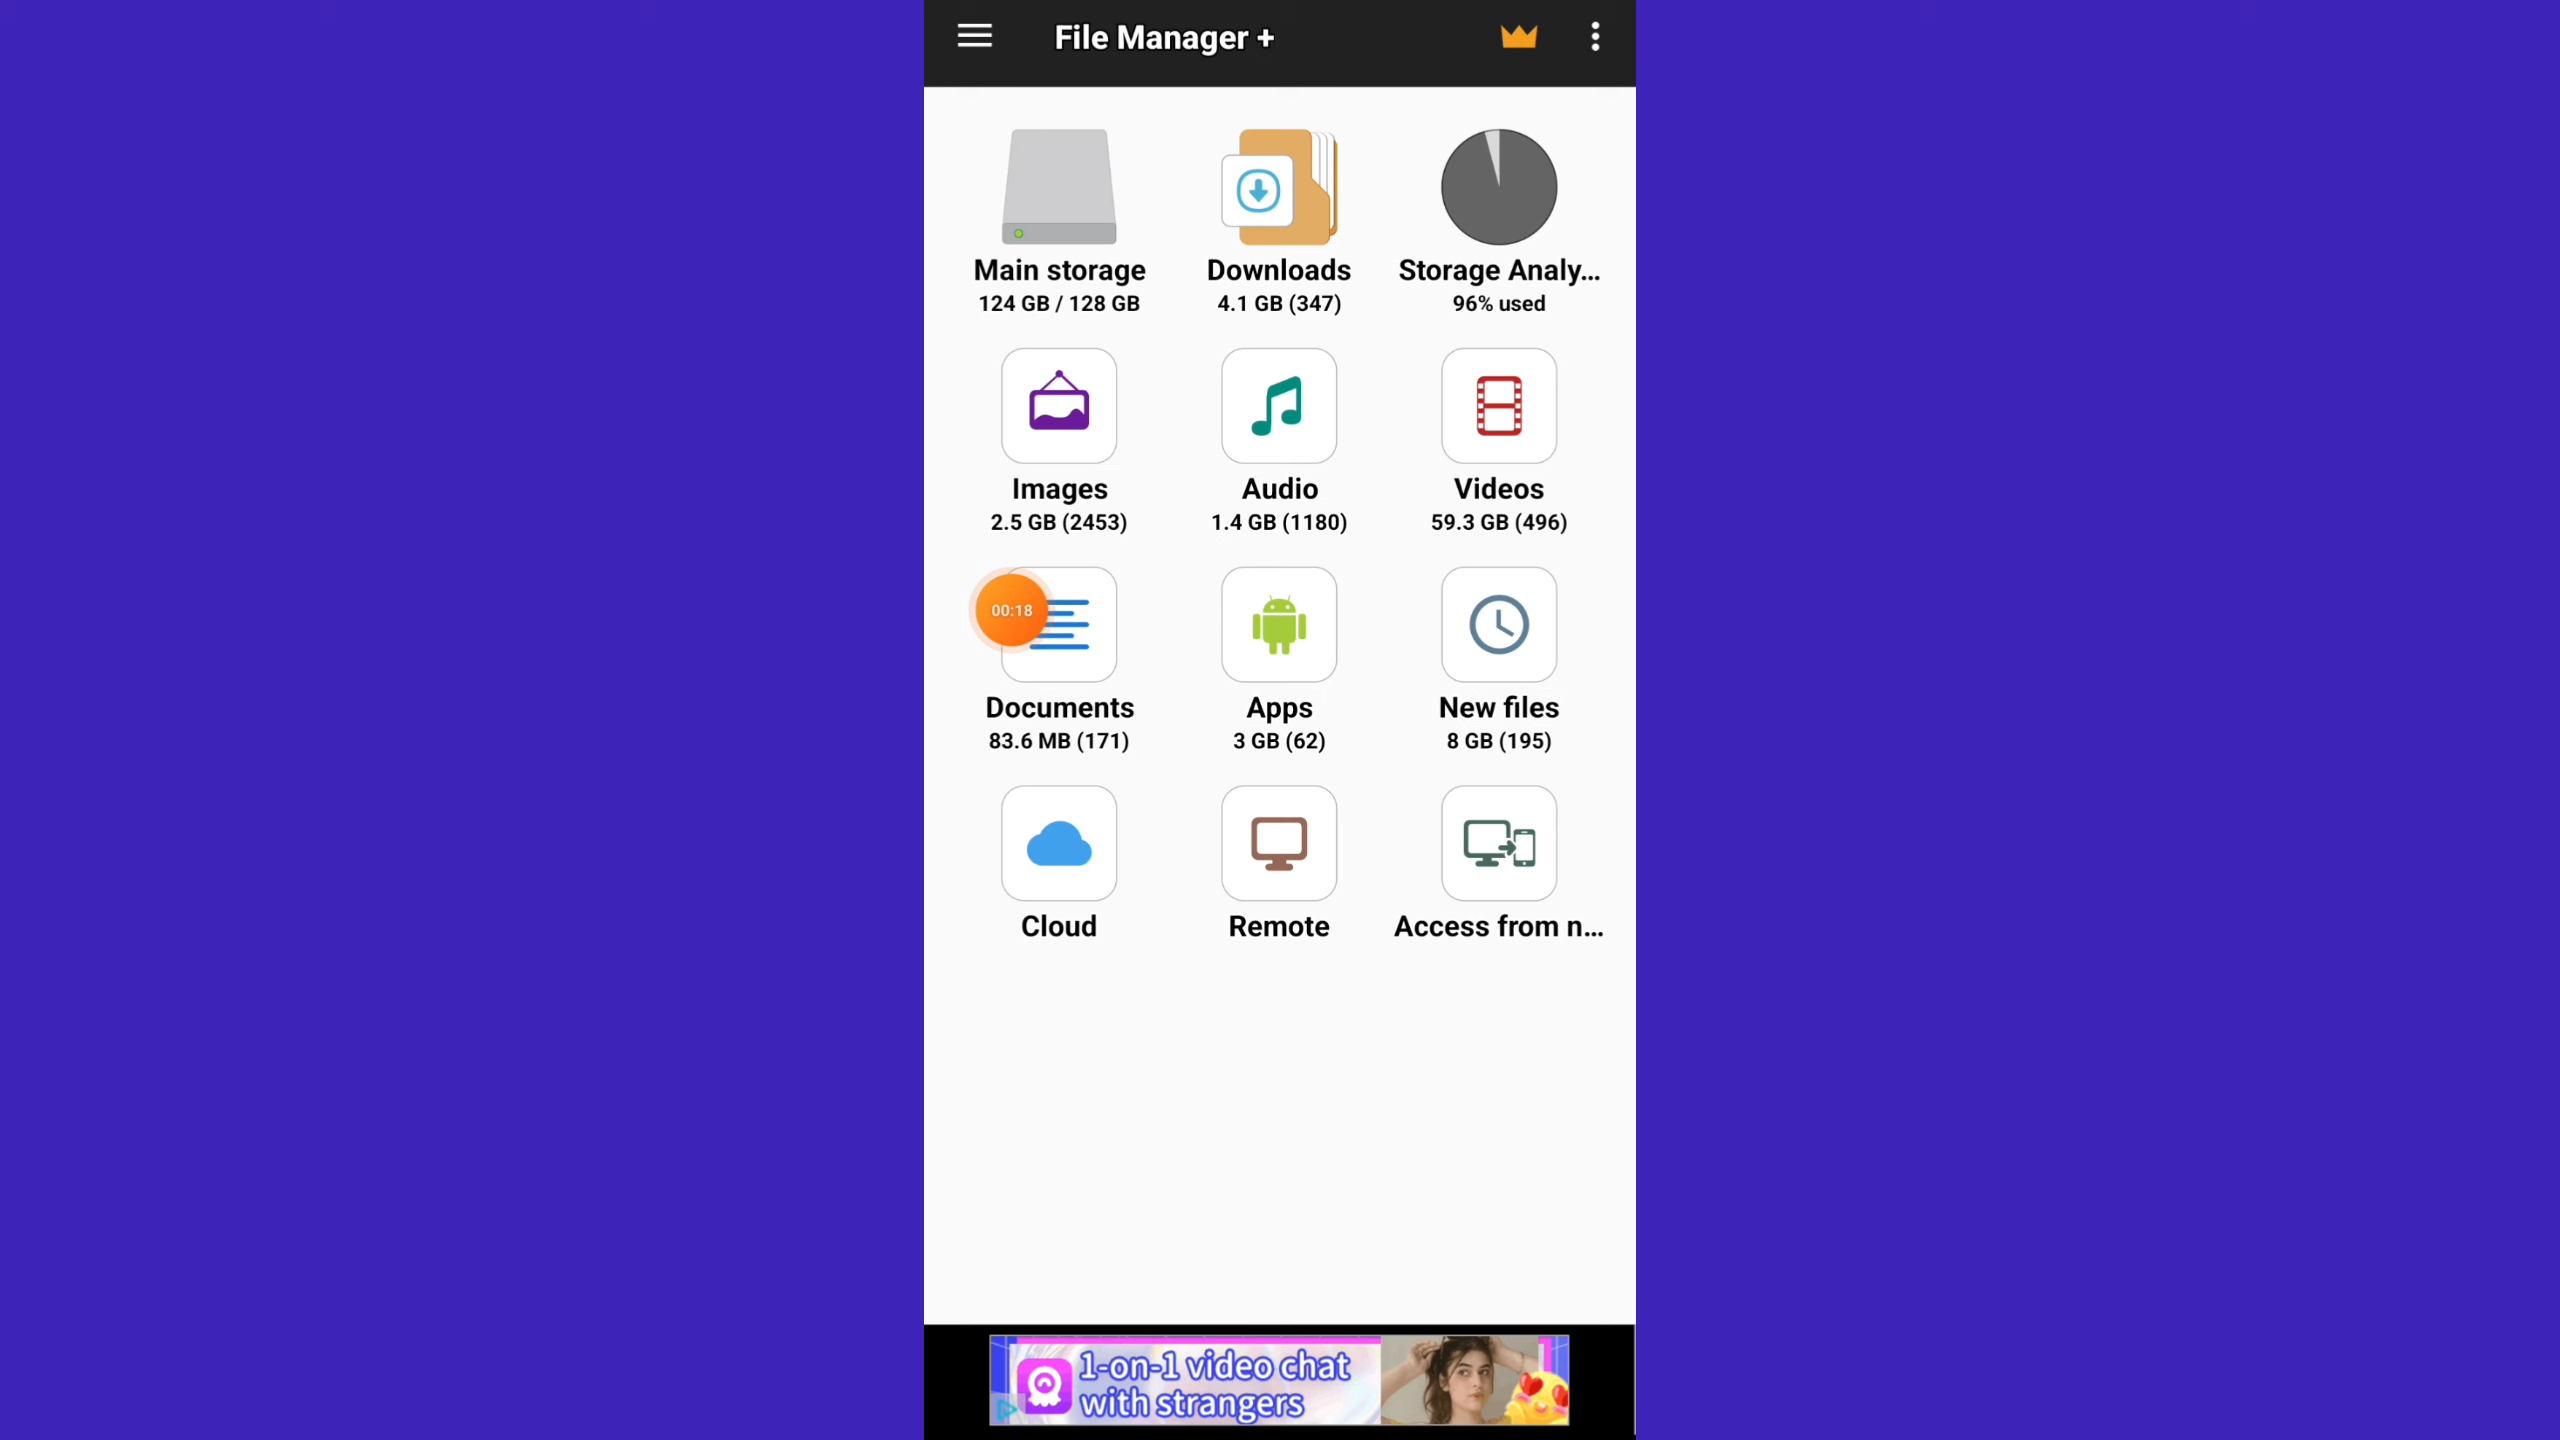 File Manager +
Main storage
124 GB / 128 GB
Downloads
4.1 GB (347)
Storage Analy...
96% used
Images
2.5 GB (2453)
Audio
1.4 GB (1180)
Videos
59.3 GB (496)
00:18
Documents
83.6 MB (171)
Apps
3 GB (62)
New files
8 GB (195)
Cloud
Remote
Access from n...
1-on-1 video chat
with strangers